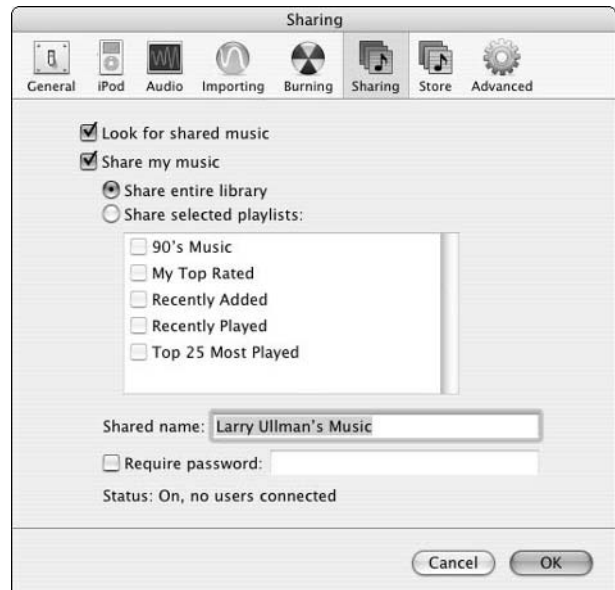 Sharing
General iPod Audio Importing Burning Sharing Store Advanced
Look for shared music
Share my music
Share entire library
Share selected playlists:
90's Music
My Top Rated
Recently Added
Recently Played
Top 25 Most Played
Shared name: Larry Ullman's Music
Require password:
Status: On, no users connected
Cancel OK